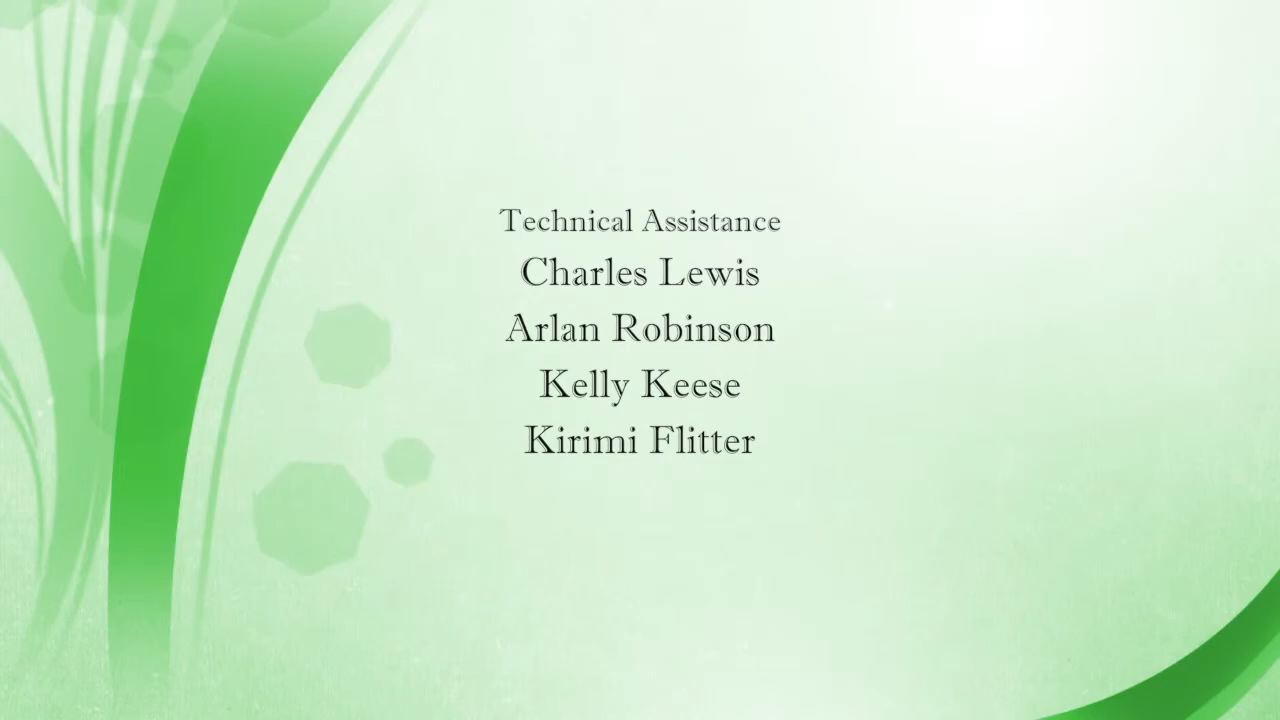 Technical Assistance
Charles Lewis
Arlan Robinson
Kelly Keese
Kirimi Flitter